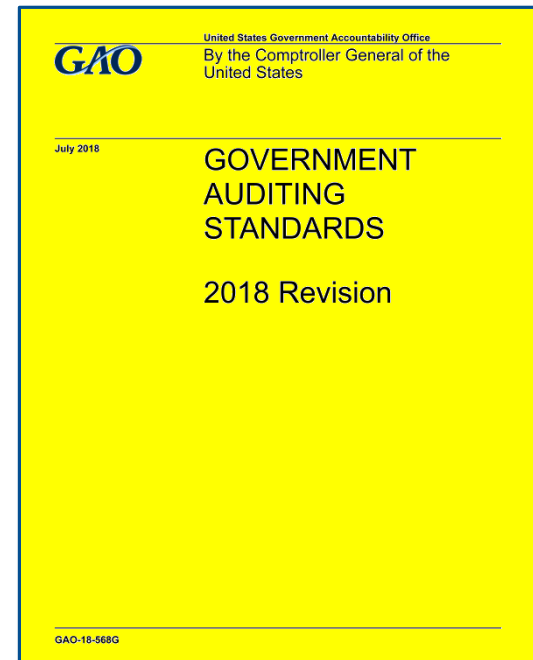 United States Government Accountability Office
GAO
By the Comptroller General of the
United States
July 2018
GOVERNMENT
AUDITING
STANDARDS
2018 Revision
GAO-18-568G